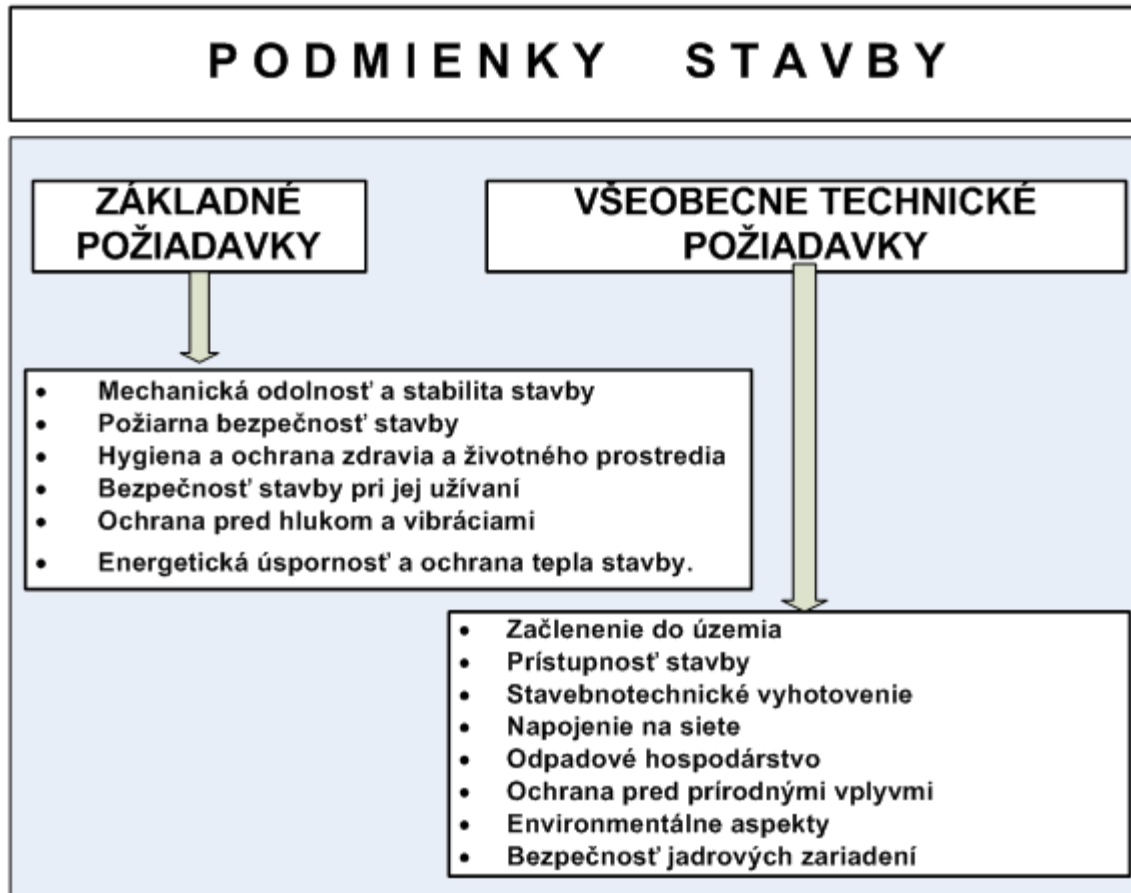 PODMIENKY STAVBY
ZÁKLADNÉ
POŽIADAVKY
• Mechanická odolnosť a stabilita stavby
• Požiarna bezpečnosť stavby
• Hygiena a ochrana zdravia a životného prostredia
• Bezpečnosť stavby pri jej užívaní
• Ochrana pred hlukom a vibráciami
• Energetická úspornosť a ochrana tepla stavby.
VŠEOBECNE TECHNICKÉ
POŽIADAVKY
• Začlenenie do územia
• Prístupnosť stavby
• Stavebnotechnické vyhotovenie
• Napojenie na siete
• Odpadové hospodárstvo
• Ochrana pred prírodnými vplyvmi
• Environmentálne aspekty
• Bezpečnosť jadrových zariadení